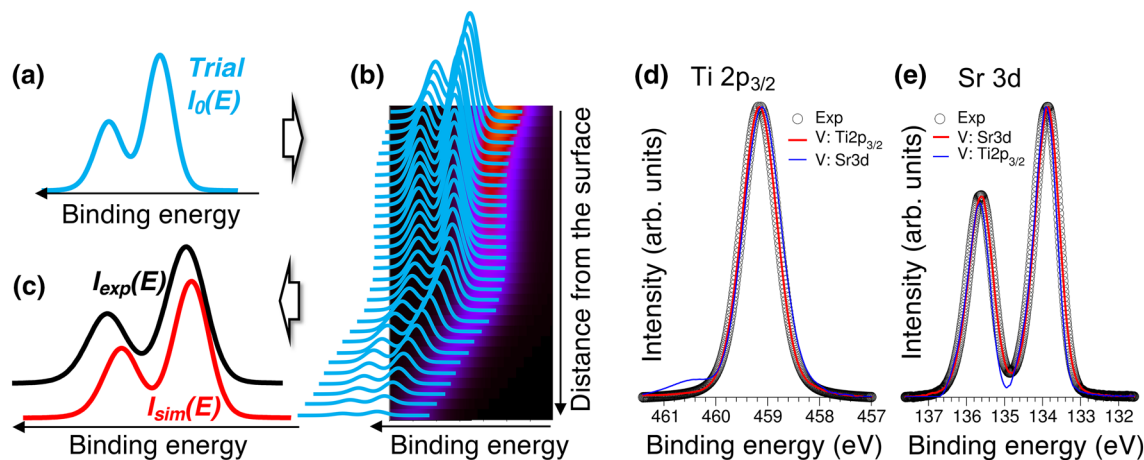 (a)
Trial
I0(E)
Binding energy
(b)
Distance from the surface
Binding energy
(c)
Iexp(E)
Isim(E)
Binding energy
(d) Ti 2p3/2
Exp
V: Ti2p3/2
V: Sr3d
Intensity (arb. units)
461 460 459 458 457
Binding energy (eV)
(e) Sr 3d
Exp
V: Sr3d
V: Ti2p3/2
Intensity (arb. units)
137 136 135 134 133 132
Binding energy (eV)